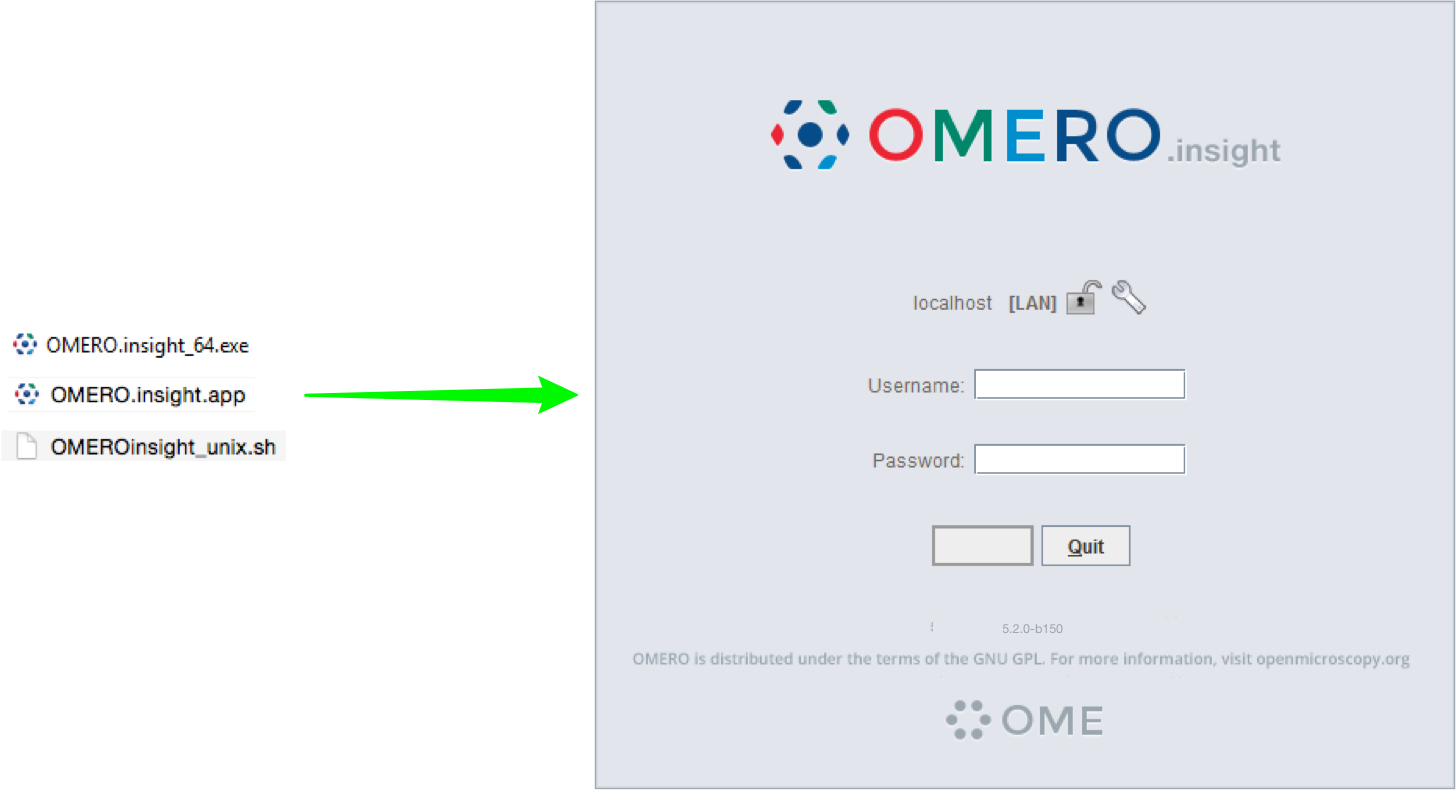 OMERO.insight
localhost [LAN]
OMERO.insight_64.exe
Username:
OMERO.insight.app
OMEROinsight_unix.sh
Password:
Quit
5.2.0-b150
OMERO is distributed under the terms of the GNU GPL. For more information, visit openmicroscopy.org
OME